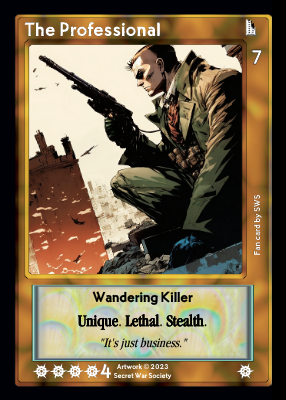 The Professional
7
Fan card by SWS
Wandering Killer
Unique. Lethal. Stealth.
"It's just business."
4
Artwork © 2023
Secret War Society